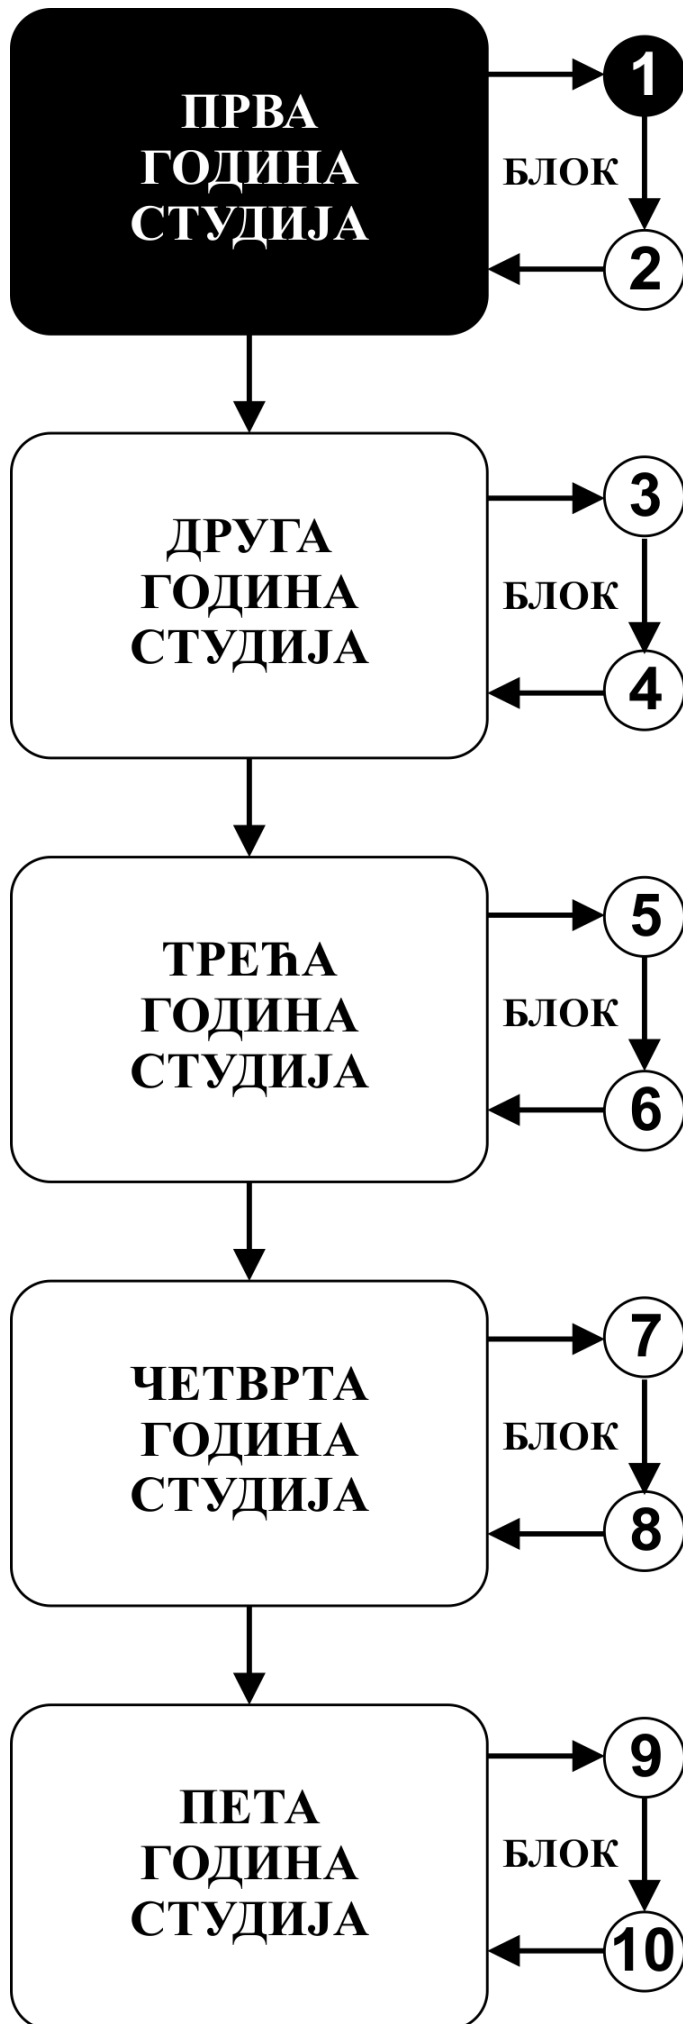 ПРВА
ГОДИНА
СТУДИЈА
1
БЛОК
2
ДРУГА
ГОДИНА
СТУДИЈА
3
БЛОК
4
ТРЕЋА
ГОДИНА
СТУДИЈА
5
БЛОК
6
ЧЕТВРТА
ГОДИНА
СТУДИЈА
7
БЛОК
8
ПЕТА
ГОДИНА
СТУДИЈА
9
БЛОК
10